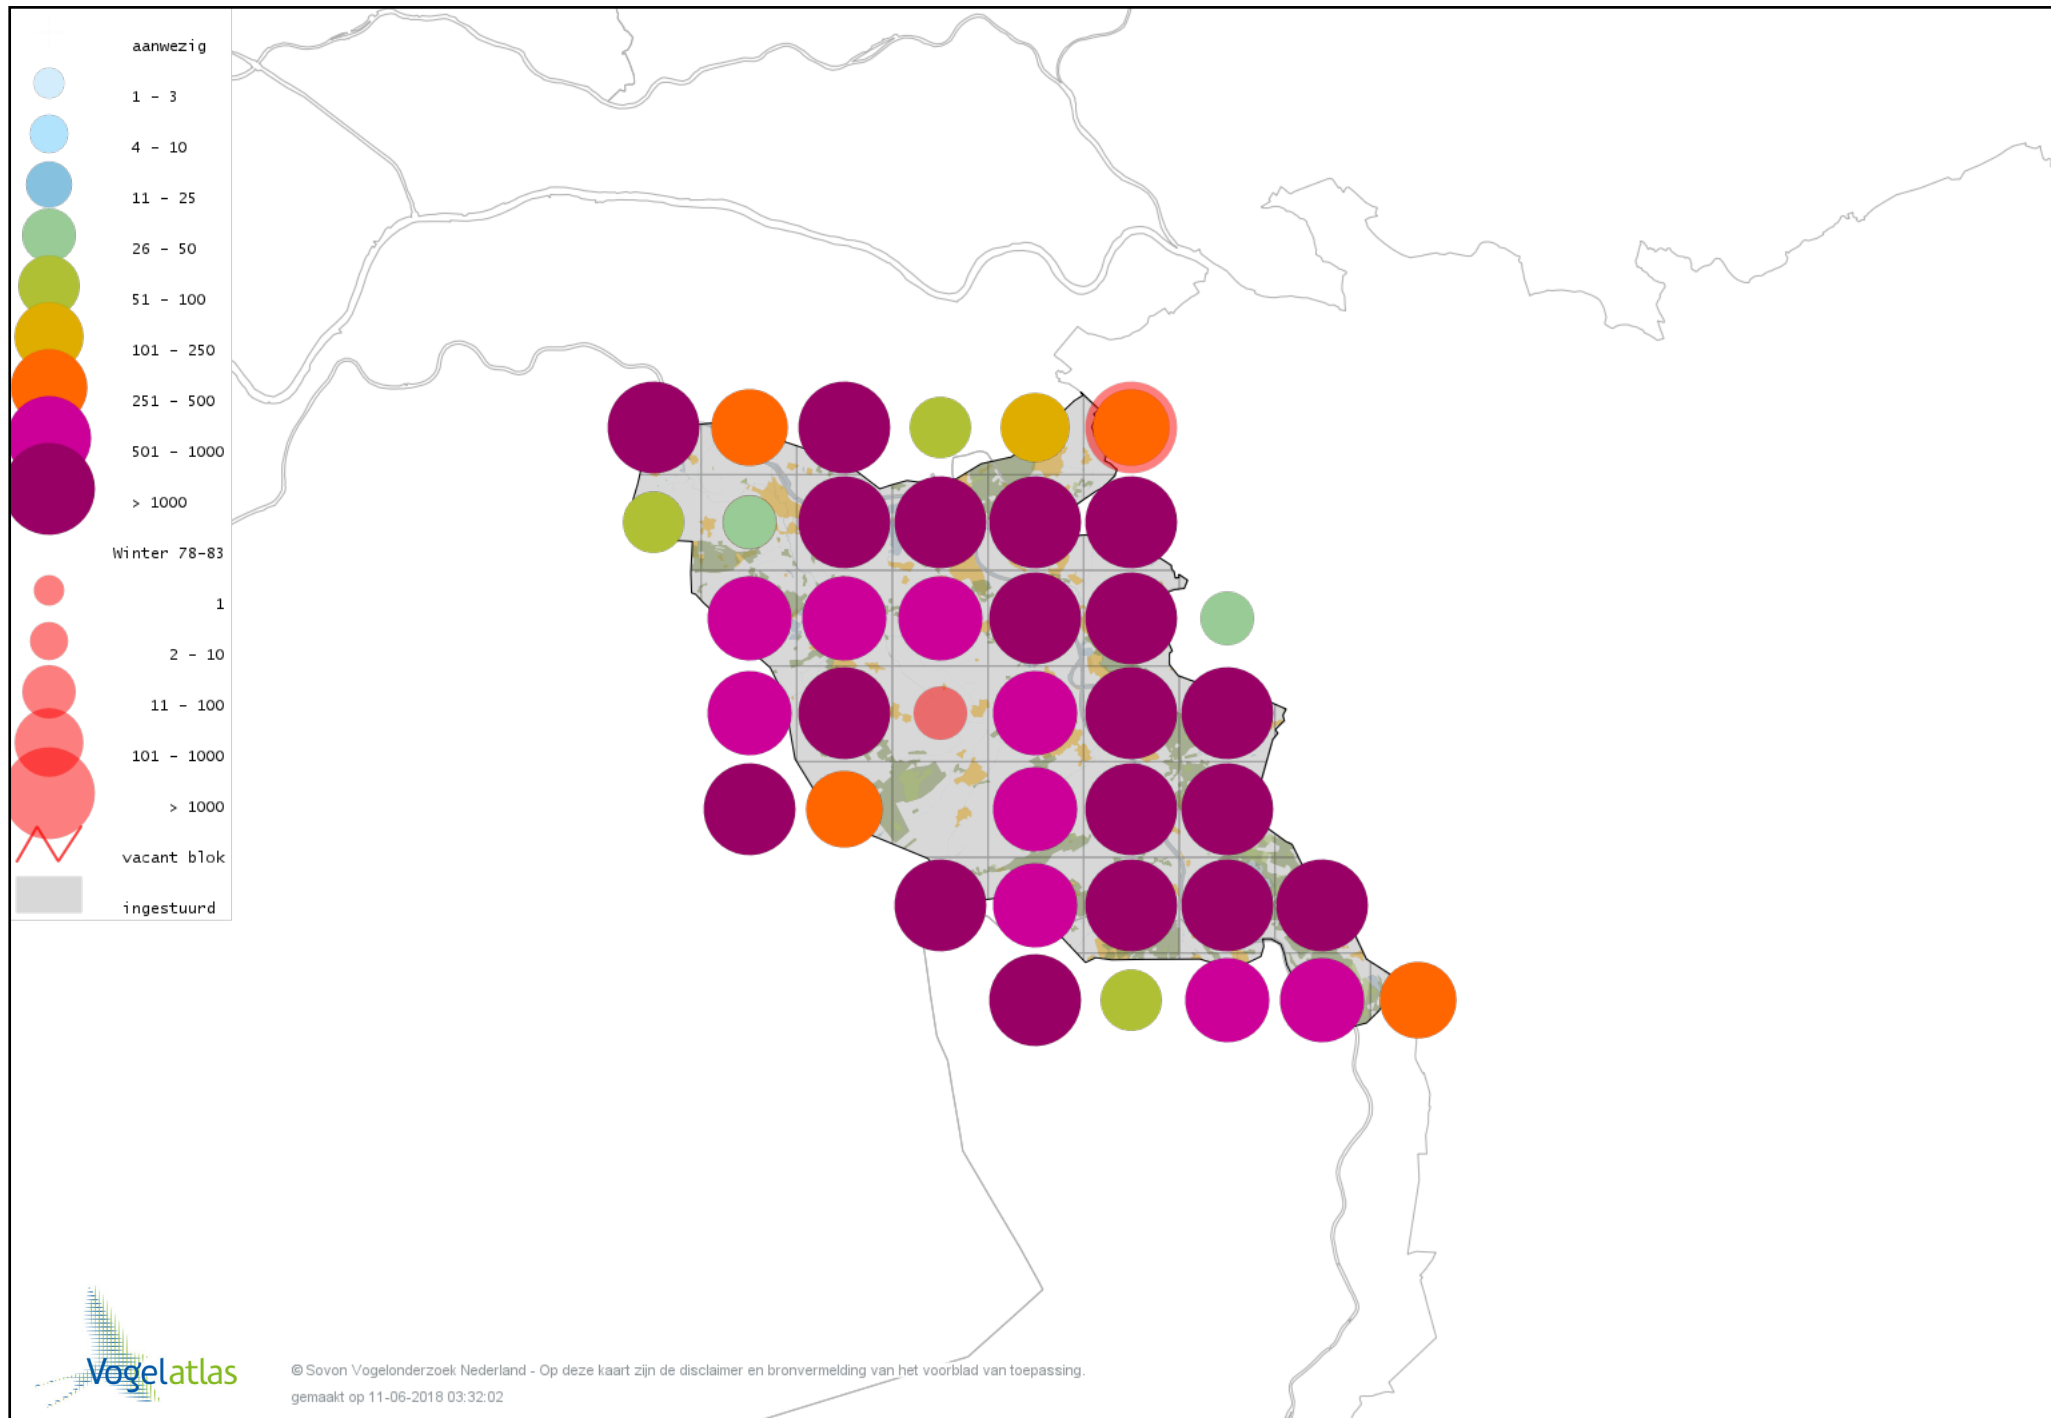 aanwezig
1 - 3
4 - 10
11 - 25
26 - 50
51 - 100
101 - 250
251 - 500
501 - 1000
> 1000
Winter 78-83
1
2 - 10
11 - 100
101 - 1000
> 1000
vacant blok
ingestuurd
Vogelatlas
© Sovon Vogelonderzoek Nederland - Op deze kaart zijn de disclaimer en bronvermelding van het voorblad van toepassing.
gemaakt op 11-06-2018 03:32:02